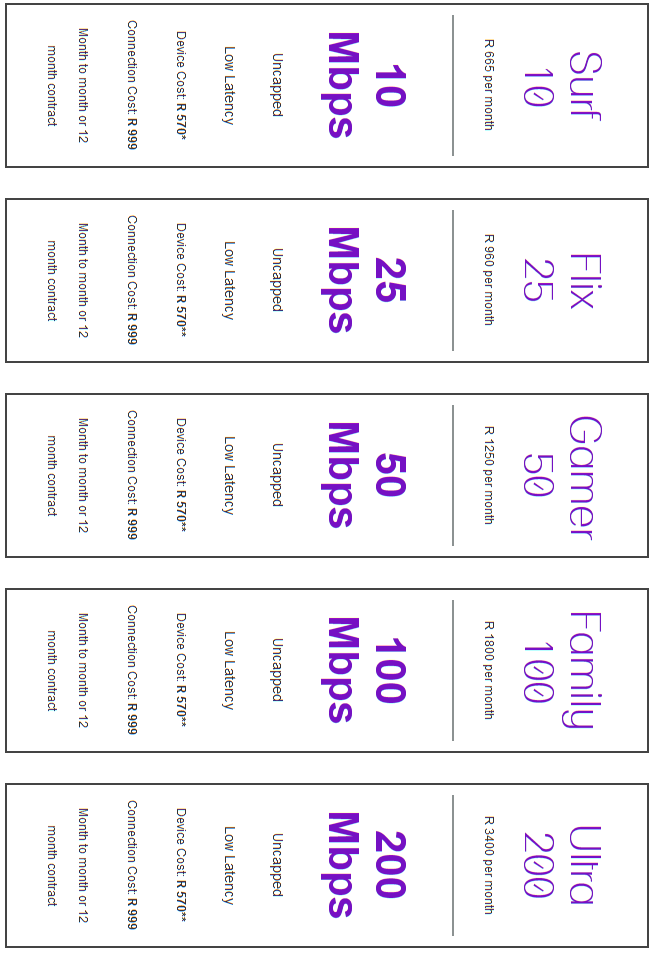 Surf
10
R 665 per month
10
Mbps
Uncapped
Low Latency
Device Cost: R 570*
Connection Cost: R 999
Month to month or 12
month contract
Flix
25
R 960 per month
25
Mbps
Uncapped
Low Latency
Device Cost: R 570**
Connection Cost: R 999
Month to month or 12
month contract
Gamer
50
R 1250 per month
50
Mbps
Uncapped
Low Latency
Device Cost: R 570**
Connection Cost: R 999
Month to month or 12
month contract
Family
100
R 1800 per month
100
Mbps
Uncapped
Low Latency
Device Cost: R 570**
Connection Cost: R 999
Month to month or 12
month contract
Ultra
200
R 3400 per month
200
Mbps
Uncapped
Low Latency
Device Cost: R 570**
Connection Cost: R 999
Month to month or 12
month contract